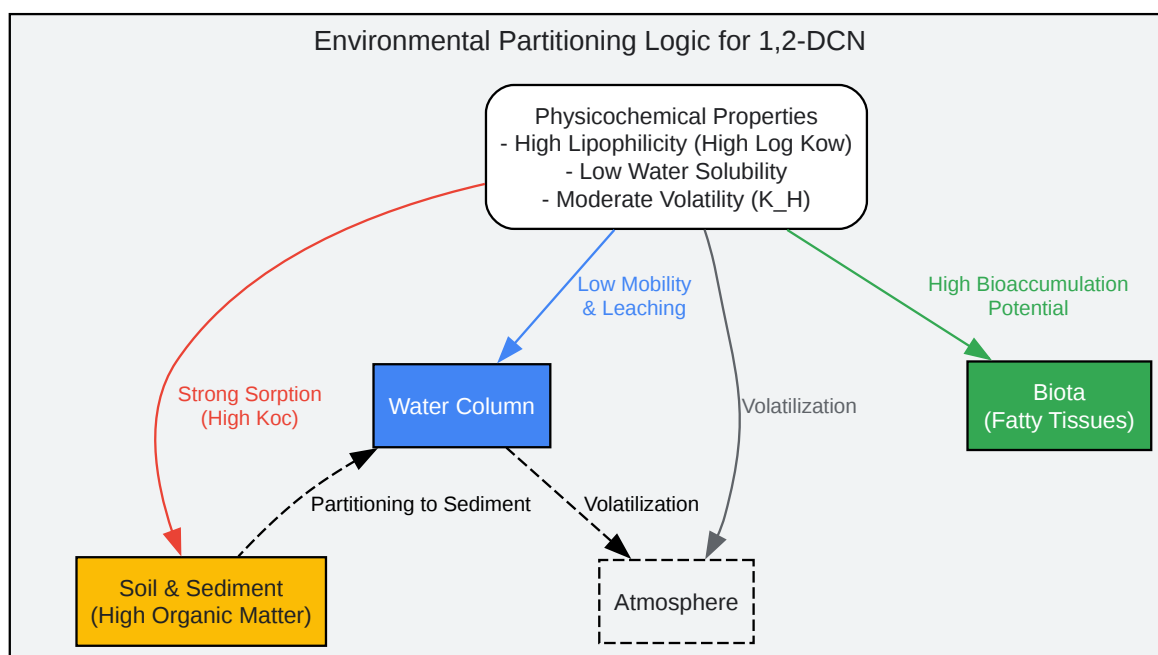 Environmental Partitioning Logic for 1,2-DCN
Physicochemical Properties
- High Lipophilicity (High Log Kow)
- Low Water Solubility
- Moderate Volatility (K_H)
Low Mobility
& Leaching
High Bioaccumulation
Potential
Strong Sorption
(High Koc)
Water Column
Volatilization
Biota
(Fatty Tissues)
Partitioning to Sediment
Volatilization
Soil & Sediment
(High Organic Matter)
Atmosphere